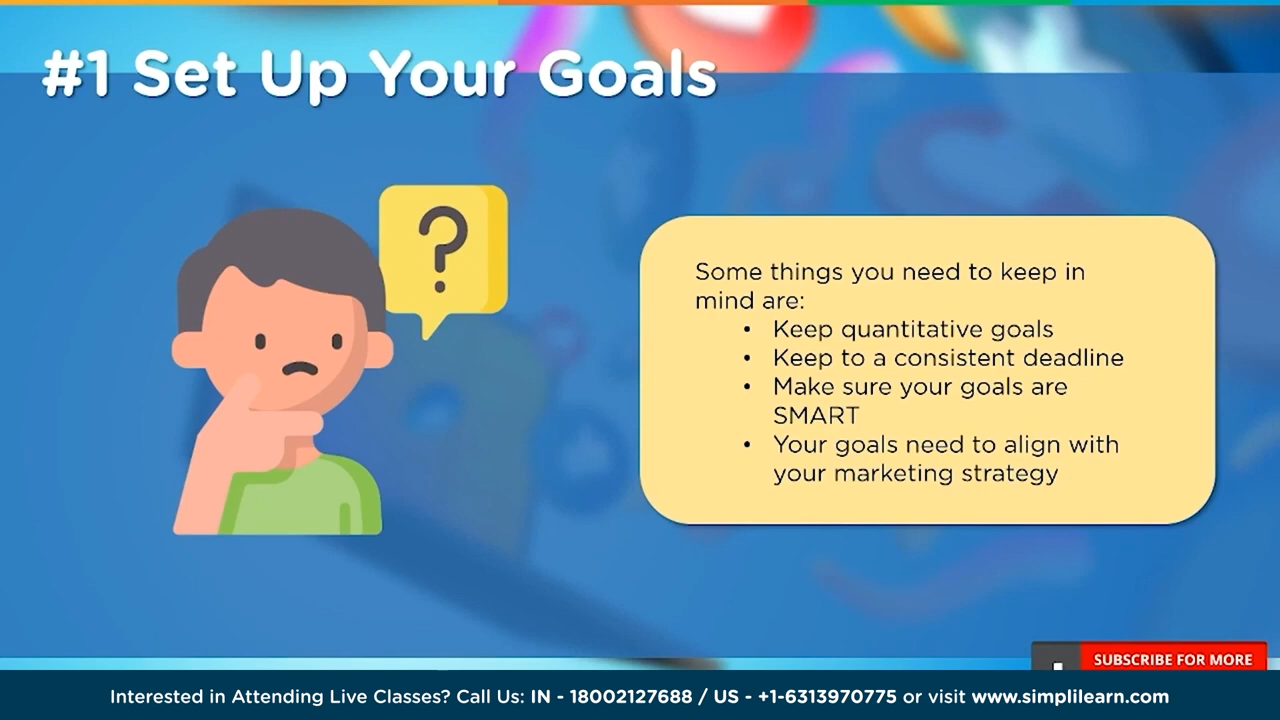 #1 Set Up Your Goals
?
Some things you need to keep in
mind are:
• Keep quantitative goals
• Keep to a consistent deadline
• Make sure your goals are
SMART
• Your goals need to align with
your marketing strategy
SUBSCRIBE FOR MORE
Interested in Attending Live Classes? Call Us: IN - 18002127688 / US - +1-6313970775 or visit www.simplilearn.com